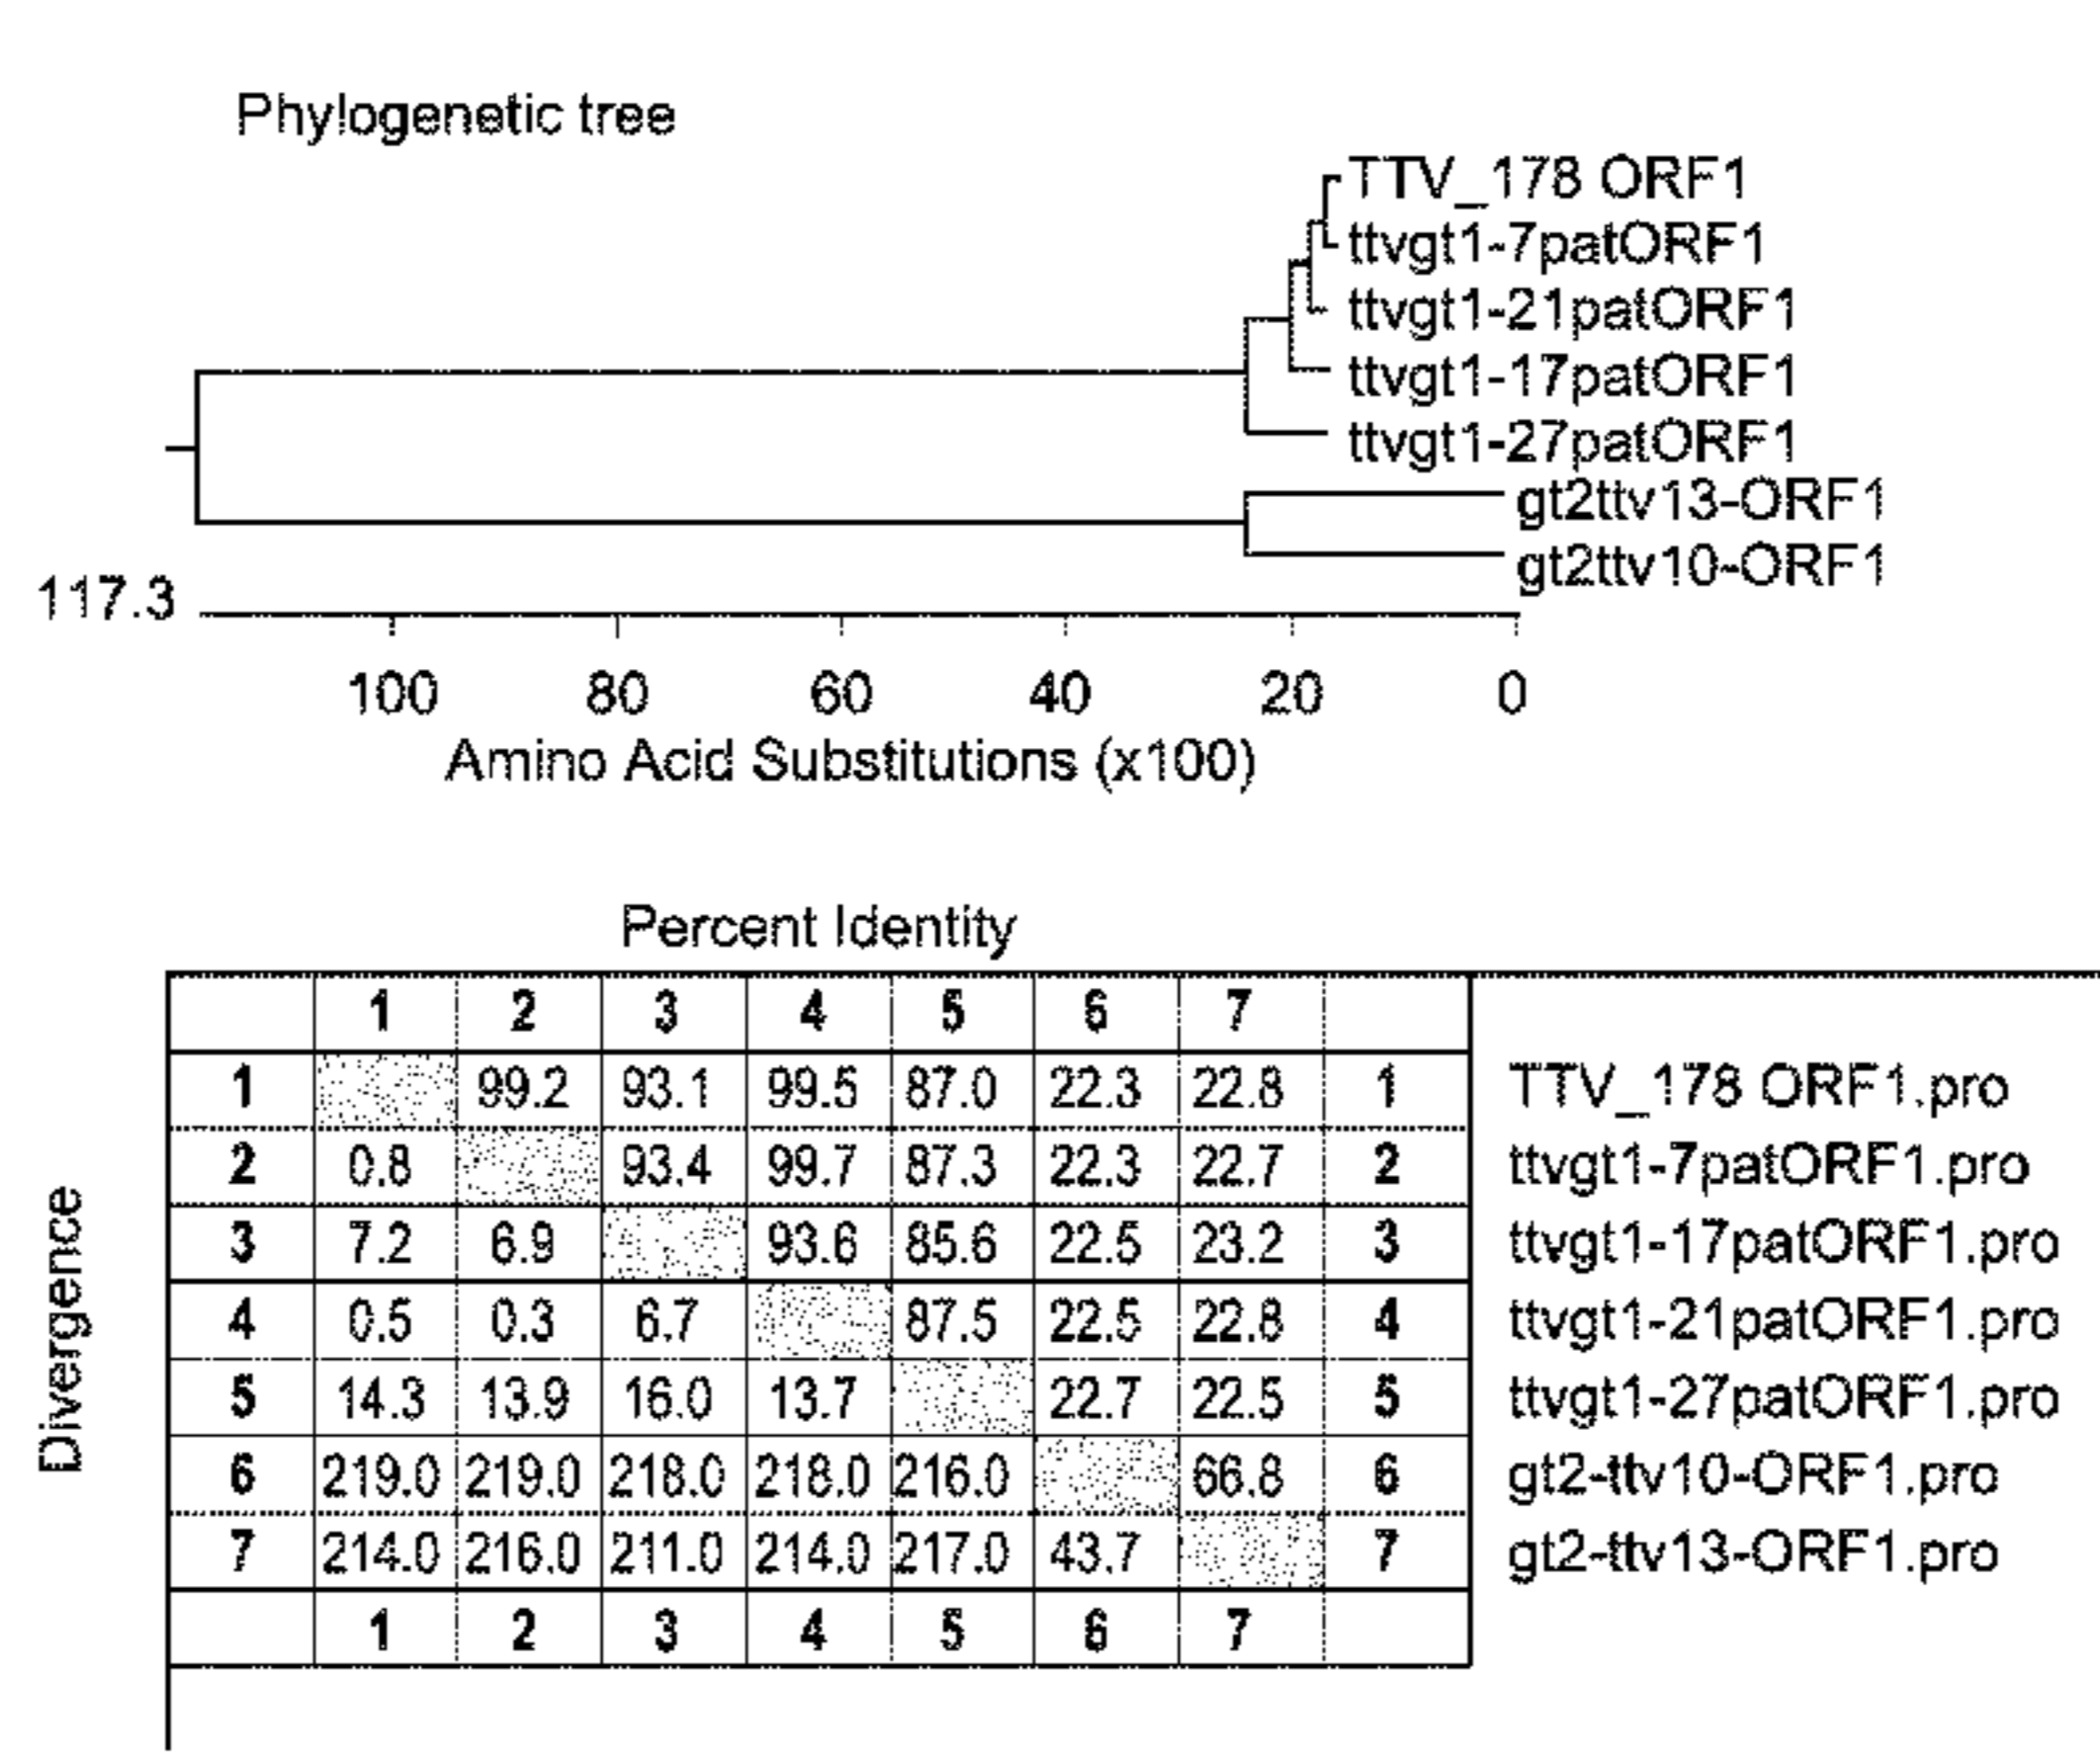 Phylogenetic tree
TTV_178 ORF1
ttvgt1-7patORF1
ttvgt1-21patORF1
ttvgt1-17patORF1
ttvgt1-27patORF1
gt2ttv13-ORF1
gt2ttv10-ORF1
117.3
100 80 60 40 20 0
Amino Acid Substitutions (x100)
Percent Identity
Divergence
1 2 3 4 5 6 7
1 99.2 93.1 99.5 87.0 22.3 22.8 1 TTV_178 ORF1.pro
2 0.8 93.4 99.7 87.3 22.3 22.7 2 ttvgt1-7patORF1.pro
3 7.2 6.9 93.6 85.6 22.5 23.2 3 ttvgt1-17patORF1.pro
4 0.5 0.3 6.7 87.5 22.5 22.8 4 ttvgt1-21patORF1.pro
5 14.3 13.9 16.0 13.7 22.7 22.5 5 ttvgt1-27patORF1.pro
6 219.0 219.0 218.0 218.0 216.0 66.8 6 gt2-ttv10-ORF1.pro
7 214.0 216.0 211.0 214.0 217.0 43.7 7 gt2-ttv13-ORF1.pro
1 2 3 4 5 6 7